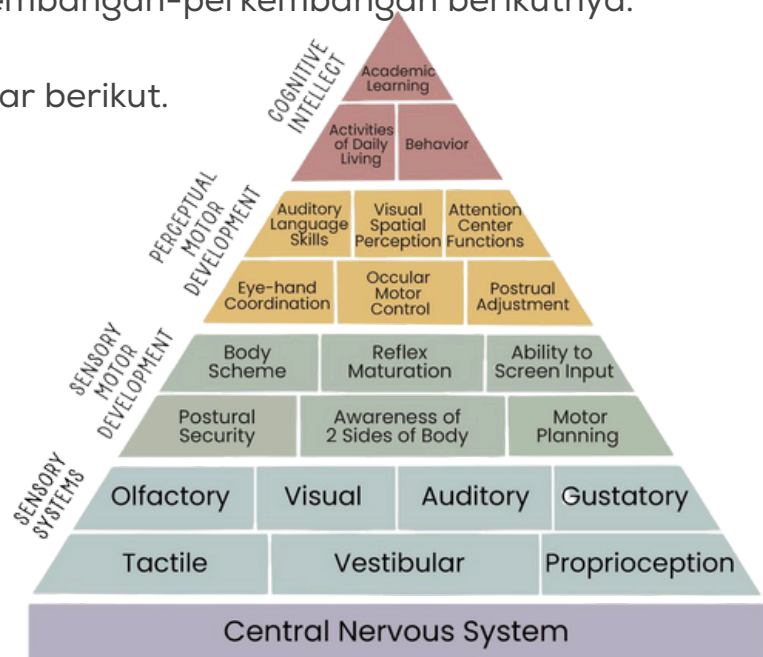 embangan-perkembangan berikutnya.
ar berikut.
COGNITIVE
INTELLECT
Academic
Learning
Activities
of Daily
Living
Behavior
PERCEPTUAL
MOTOR
DEVELOPMENT
Auditory
Language
Skills
Visual
Spatial
Perception
Attention
Center
Functions
Eye-hand
Coordination
Occular
Motor
Control
Postrual
Adjustment
SENSORY
MOTOR
DEVELOPMENT
Body
Scheme
Reflex
Maturation
Ability to
Screen Input
Postural
Security
Awareness of
2 Sides of Body
Motor
Planning
SENSORY
SYSTEMS
Olfactory
Visual
Auditory
Gustatory
Tactile
Vestibular
Proprioception
Central Nervous System